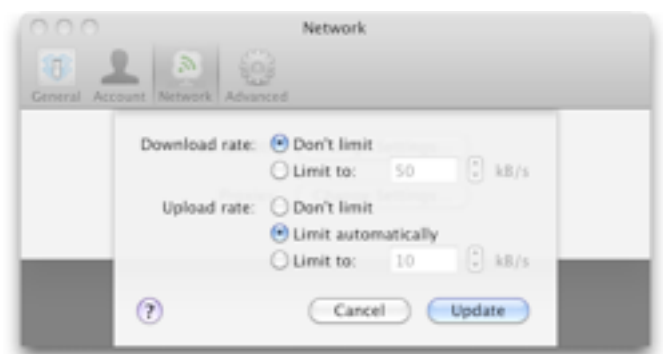 Network
General Account Network Advanced
Download rate: Don't limit
Limit to: 50 kB/s
Upload rate: Don't limit
Limit automatically
Limit to: 10 kB/s
? Cancel Update